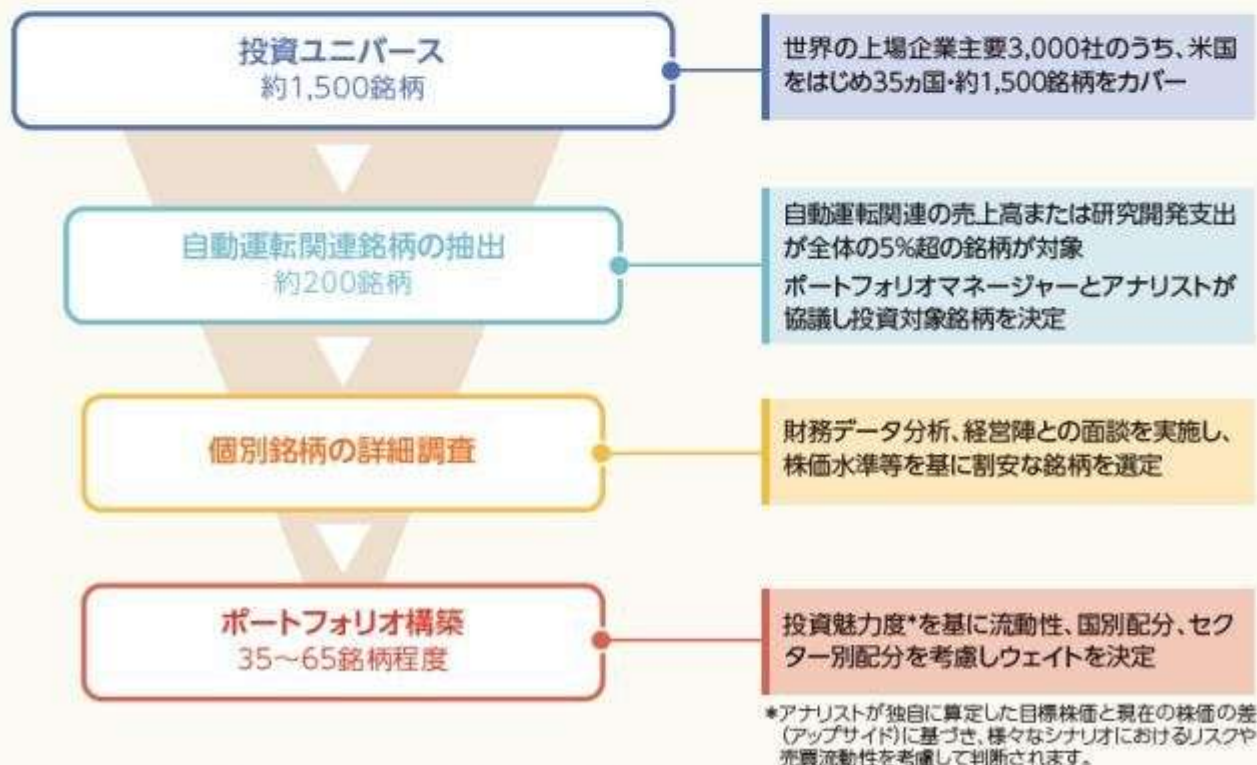 投資ユニバース
約1,500銘柄
世界の上場企業主要3,000社のうち、米国
をはじめ35ヵ国・約1,500銘柄をカバー
自動運転関連銘柄の抽出
約200銘柄
自動運転関連の売上高または研究開発支出
が全体の5%超の銘柄が対象
ポートフォリオマネージャーとアナリストが
協議し投資対象銘柄を決定
個別銘柄の詳細調査
財務データ分析、経営陣との面談を実施し、
株価水準等を基に割安な銘柄を選定
ポートフォリオ構築
35～65銘柄程度
投資魅力度*を基に流動性、国別配分、セク
ター別配分を考慮しウェイトを決定
*アナリストが独自に算定した目標株価と現在の株価の差
(アップサイド)に基づき、様々なシナリオにおけるリスクや
売買流動性を考慮して判断されます。